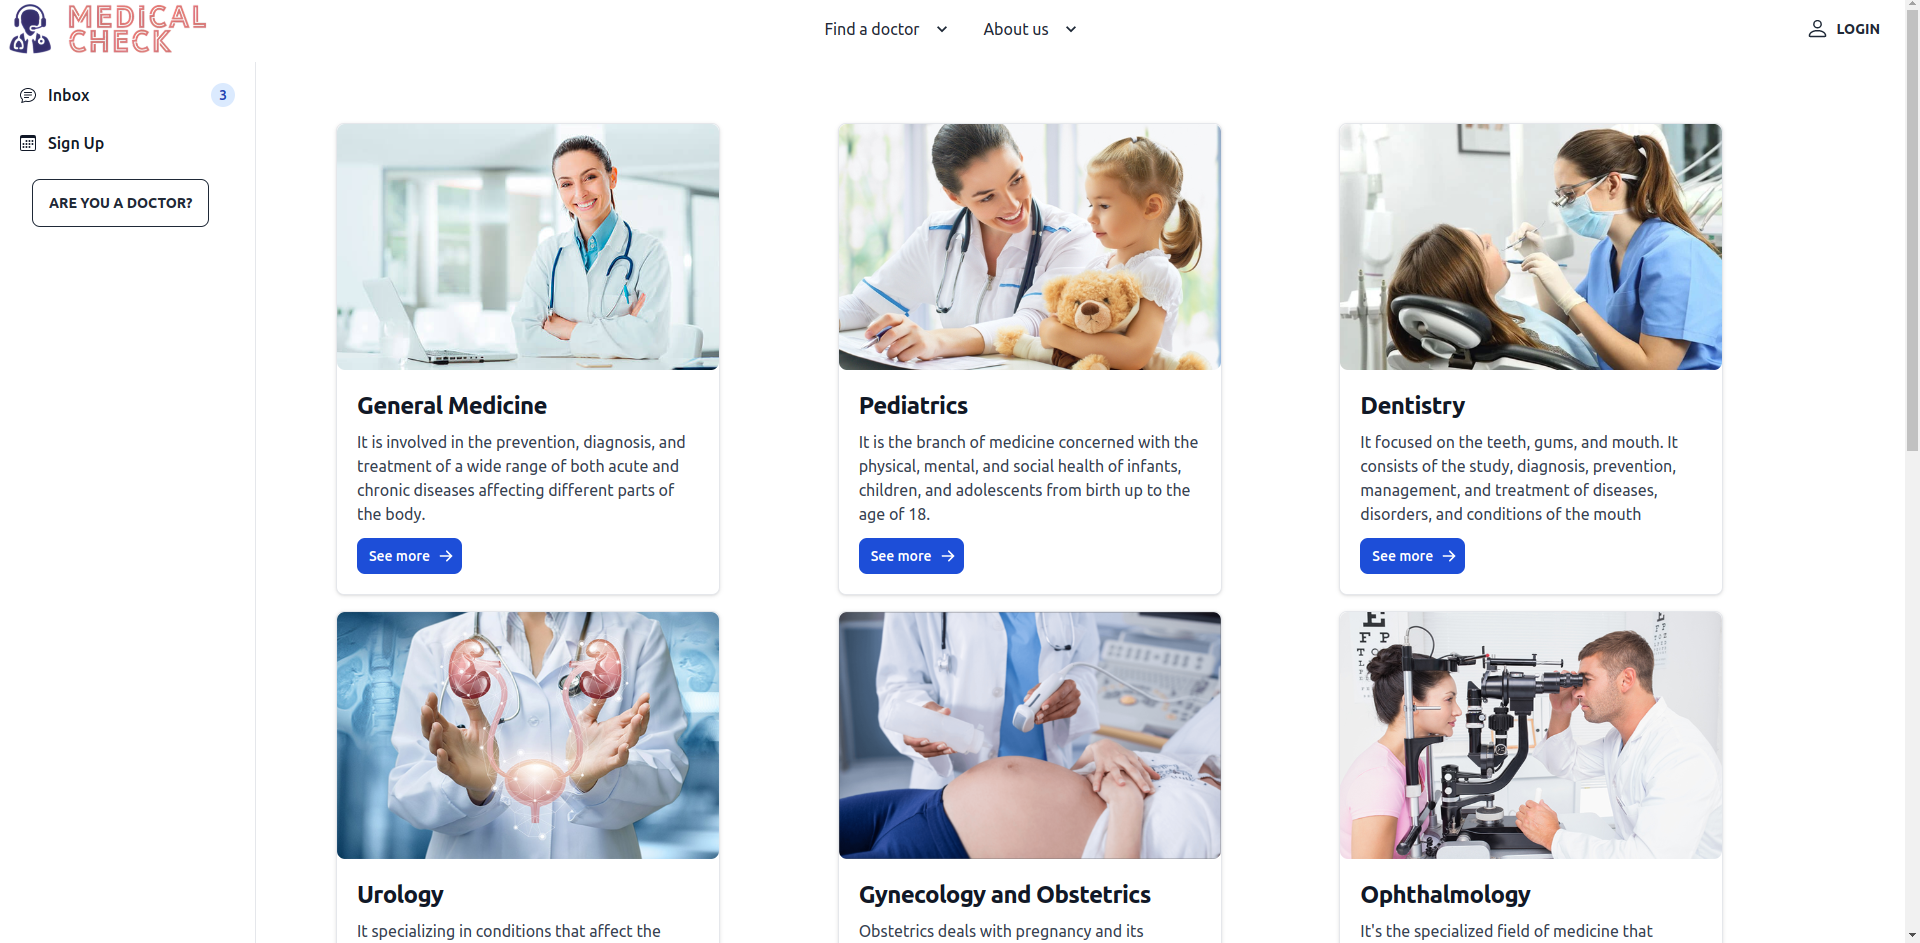 MEDICAL
CHECK
Find a doctor
About us
LOGIN
Inbox
3
Sign Up
ARE YOU A DOCTOR?
General Medicine
It is involved in the prevention, diagnosis, and
treatment of a wide range of both acute and
chronic diseases affecting different parts of
the body.
See more
Pediatrics
It is the branch of medicine concerned with the
physical, mental, and social health of infants,
children, and adolescents from birth up to the
age of 18.
See more
Dentistry
It focused on the teeth, gums, and mouth. It
consists of the study, diagnosis, prevention,
management, and treatment of diseases,
disorders, and conditions of the mouth
See more
E
F P
Urology
It specializing in conditions that affect the
Gynecology and Obstetrics
Obstetrics deals with pregnancy and its
Ophthalmology
It's the specialized field of medicine that